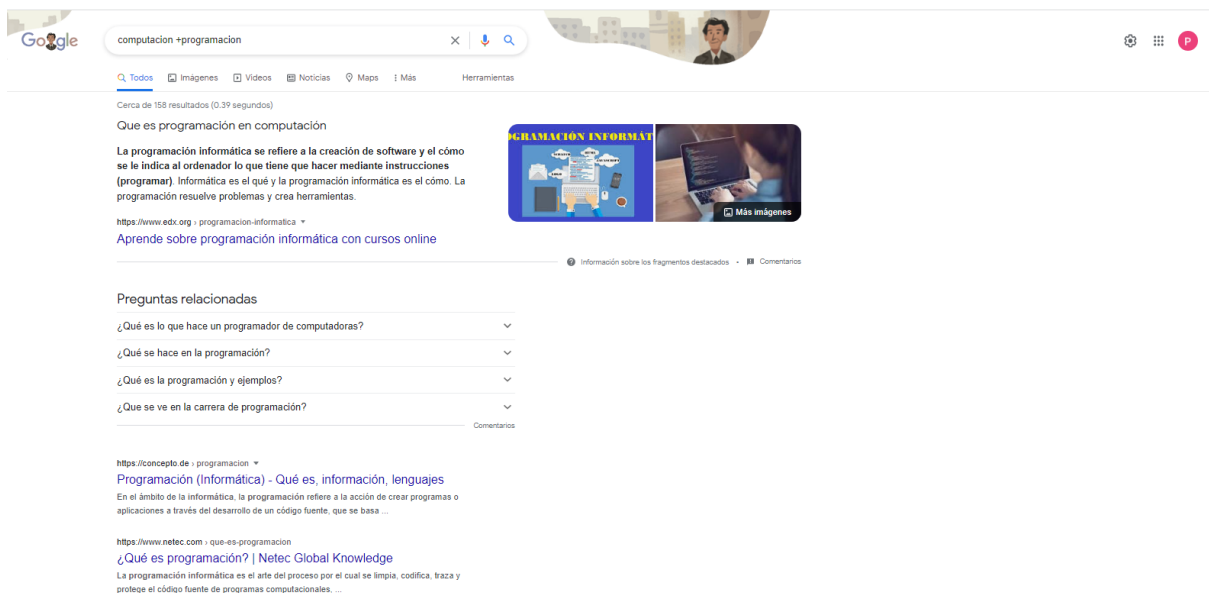 Google
computacion +programacion
P
Todos Imágenes Videos Noticias Maps Más Herramientas
Cerca de 158 resultados (0.39 segundos)
Que es programación en computación
La programación informática se refiere a la creación de software y el cómo
se le indica al ordenador lo que tiene que hacer mediante instrucciones
(programar). Informática es el qué y la programación informática es el cómo. La
programación resuelve problemas y crea herramientas.
https://www.edx.org › programacion-informatica
Aprende sobre programación informática con cursos online
OGRAMACIÓN INFORMÁT
Más imágenes
Información sobre los fragmentos destacados • Comentarios
Preguntas relacionadas
¿Qué es lo que hace un programador de computadoras?
¿Qué se hace en la programación?
¿Qué es la programación y ejemplos?
¿Que se ve en la carrera de programación?
Comentarios
https://concepto.de › programacion
Programación (Informática) - Qué es, información, lenguajes
En el ámbito de la informática, la programación refiere a la acción de crear programas o
aplicaciones a través del desarrollo de un código fuente, que se basa ...
https://www.netec.com › que-es-programacion
¿Qué es programación? | Netec Global Knowledge
La programación informática es el arte del proceso por el cual se limpia, codifica, traza y
protege el código fuente de programas computacionales, ...